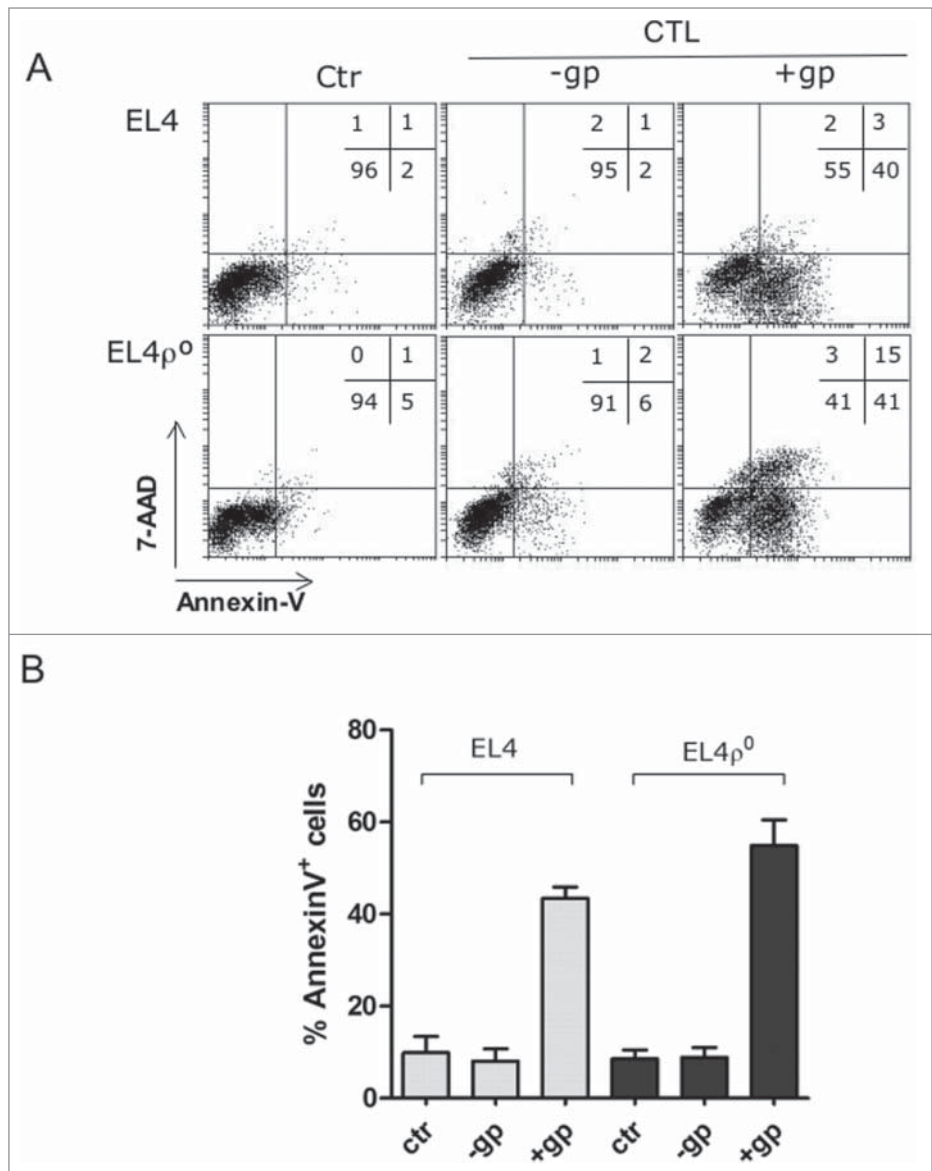 A
CTL
Ctr
-gp
+gp
EL4
1 1
96 2
2 1
95 2
2 3
55 40
EL4ρº
0 1
94 5
1 2
91 6
3 15
41 41
7-AAD
Annexin-V
B
80
60
40
20
0
% AnnexinV⁺ cells
EL4
EL4ρ⁰
ctr
-gp
+gp
ctr
-gp
+gp